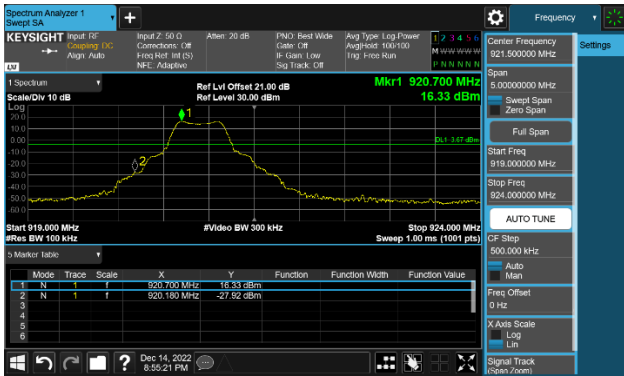 Spectrum Analyzer 1
Swept SA
Frequency
KEYSIGHT
Input: RF
Coupling: DC
Align: Auto
Input Z: 50 Ω
Corrections: Off
Freq Ref: Int (S)
NFE: Adaptive
Atten: 20 dB
PNO: Best Wide
Gate: Off
IF Gain: Low
Sig Track: Off
Avg Type: Log-Power
Avg|Hold: 100/100
Trig: Free Run
1 2 3 4 5 6
M W W W W W
P N N N N N
LXI
1 Spectrum
Scale/Div 10 dB
Ref Lvl Offset 21.00 dB
Ref Level 30.00 dBm
Mkr1 920.700 MHz
16.33 dBm
Log
20.0
10.0
0.00
-10.0
-20.0
-30.0
-40.0
-50.0
-60.0
1
2
DL1 3.67 dBm
Start 919.000 MHz
#Res BW 100 kHz
#Video BW 300 kHz
Stop 924.000 MHz
Sweep 1.00 ms (1001 pts)
5 Marker Table
Mode Trace Scale X Y Function Function Width Function Value
1 N 1 f 920.700 MHz 16.33 dBm
2 N 1 f 920.180 MHz -27.92 dBm
3
4
5
6
Dec 14, 2022
8:55:21 PM
Center Frequency
921.500000 MHz
Settings
Span
5.00000000 MHz
Swept Span
Zero Span
Full Span
Start Freq
919.000000 MHz
Stop Freq
924.000000 MHz
AUTO TUNE
CF Step
500.000 kHz
Auto
Man
Freq Offset
0 Hz
X Axis Scale
Log
Lin
Signal Track
(Span Zoom)